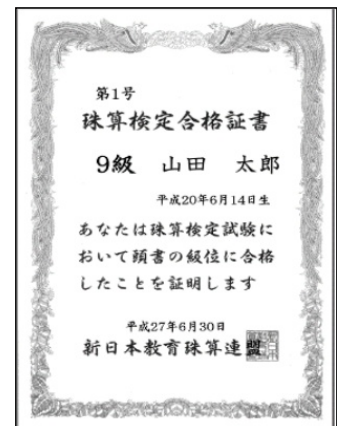 第1号
珠算検定合格証書
9級 山田 太郎
平成20年6月14日生
あなたは珠算検定試験に
おいて頭書の級位に合格
したことを証明します
平成27年6月30日
新日本教育珠算連盟